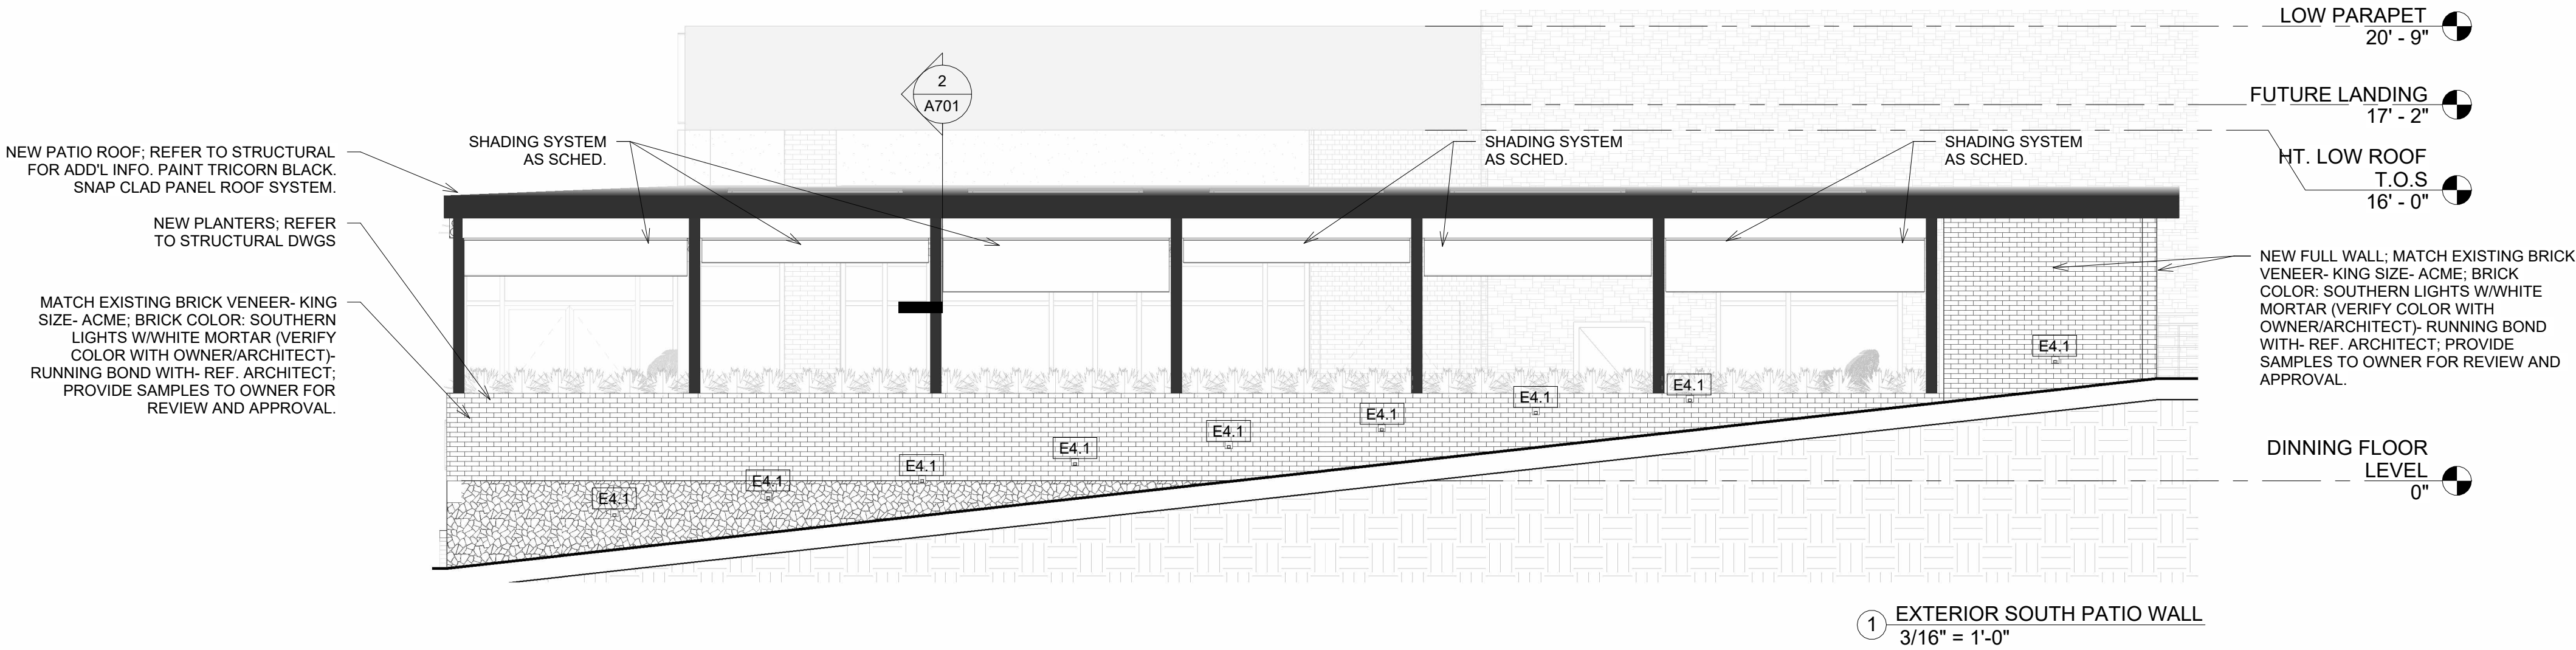 LOW PARAPET
20' - 9"
FUTURE LANDING
17' - 2"
HT. LOW ROOF
T.O.S
16' - 0"
2
A701
NEW PATIO ROOF; REFER TO STRUCTURAL
FOR ADD'L INFO. PAINT TRICORN BLACK.
SNAP CLAD PANEL ROOF SYSTEM.
SHADING SYSTEM
AS SCHED.
SHADING SYSTEM
AS SCHED.
SHADING SYSTEM
AS SCHED.
NEW PLANTERS; REFER
TO STRUCTURAL DWGS
MATCH EXISTING BRICK VENEER- KING
SIZE- ACME; BRICK COLOR: SOUTHERN
LIGHTS W/WHITE MORTAR (VERIFY
COLOR WITH OWNER/ARCHITECT)-
RUNNING BOND WITH- REF. ARCHITECT;
PROVIDE SAMPLES TO OWNER FOR
REVIEW AND APPROVAL.
NEW FULL WALL; MATCH EXISTING BRICK
VENEER- KING SIZE- ACME; BRICK
COLOR: SOUTHERN LIGHTS W/WHITE
MORTAR (VERIFY COLOR WITH
OWNER/ARCHITECT)- RUNNING BOND
WITH- REF. ARCHITECT; PROVIDE
SAMPLES TO OWNER FOR REVIEW AND
APPROVAL.
E4.1
E4.1
E4.1
E4.1
E4.1
E4.1
E4.1
E4.1
E4.1
DINNING FLOOR
LEVEL
0"
1
EXTERIOR SOUTH PATIO WALL
3/16" = 1'-0"